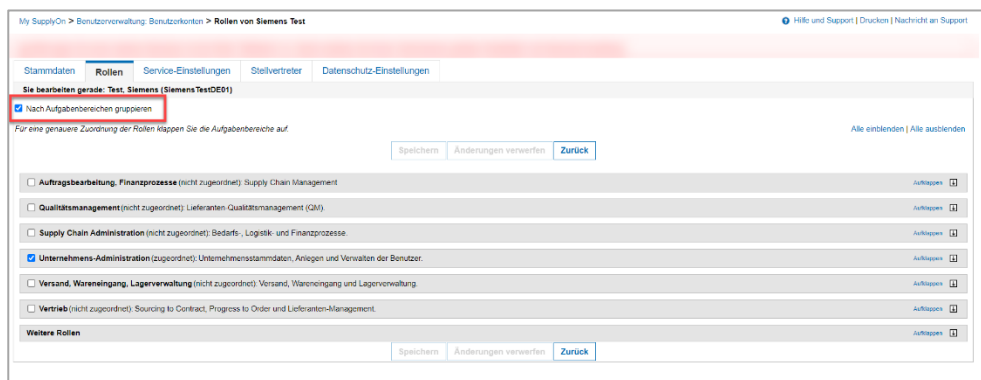 My SupplyOn > Benutzerverwaltung: Benutzerkonten > Rollen von Siemens Test
Hilfe und Support | Drucken | Nachricht an Support
Stammdaten Rollen Service-Einstellungen Stellvertreter Datenschutz-Einstellungen
Sie bearbeiten gerade: Test, Siemens (SiemensTestDE01)
Nach Aufgabenbereichen gruppieren
Für eine genauere Zuordnung der Rollen klappen Sie die Aufgabenbereiche auf.
Alle einblenden | Alle ausblenden
Speichern Änderungen verwerfen Zurück
Auftragsbearbeitung, Finanzprozesse (nicht zugeordnet): Supply Chain Management Aufklappen
Qualitätsmanagement (nicht zugeordnet): Lieferanten-Qualitätsmanagement (QM). Aufklappen
Supply Chain Administration (nicht zugeordnet): Bedarfs-, Logistik- und Finanzprozesse. Aufklappen
Unternehmens-Administration (zugeordnet): Unternehmensstammdaten, Anlegen und Verwalten der Benutzer. Aufklappen
Versand, Wareneingang, Lagerverwaltung (nicht zugeordnet): Versand, Wareneingang und Lagerverwaltung. Aufklappen
Vertrieb (nicht zugeordnet): Sourcing to Contract, Progress to Order und Lieferanten-Management. Aufklappen
Weitere Rollen Aufklappen
Speichern Änderungen verwerfen Zurück